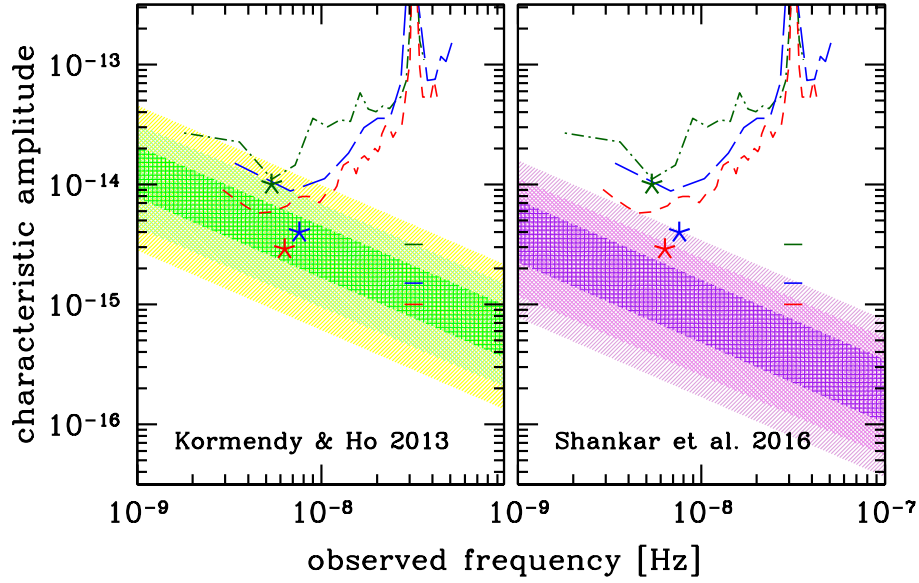 characteristic amplitude
10-13
10-14
10-15
10-16
Kormendy & Ho 2013
Shankar et al. 2016
10-9
10-8
10-9
10-8
10-7
observed frequency [Hz]